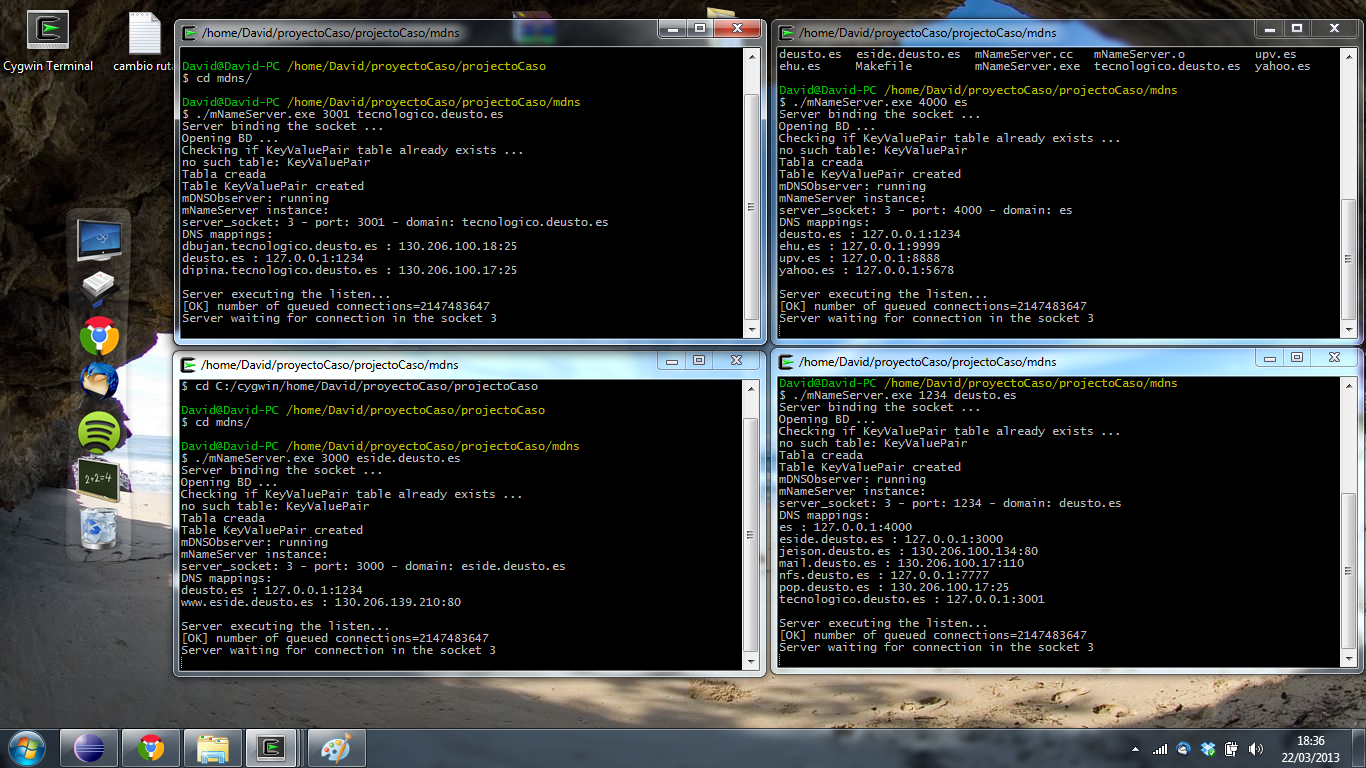 Cygwin Terminal
cambio ruta
/home/David/proyectoCaso/projectoCaso/mdns
David@David-PC /home/David/proyectoCaso/projectoCaso
$ cd mdns/
David@David-PC /home/David/proyectoCaso/projectoCaso/mdns
$ ./mNameServer.exe 3001 tecnologico.deusto.es
Server binding the socket ...
Opening BD ...
Checking if KeyValuePair table already exists ...
no such table: KeyValuePair
Tabla creada
Table KeyValuePair created
mDNSObserver: running
mNameServer instance:
server_socket: 3 - port: 3001 - domain: tecnologico.deusto.es
DNS mappings:
dbujan.tecnologico.deusto.es : 130.206.100.18:25
deusto.es : 127.0.0.1:1234
dipina.tecnologico.deusto.es : 130.206.100.17:25
Server executing the listen...
[OK] number of queued connections=2147483647
Server waiting for connection in the socket 3
/home/David/proyectoCaso/projectoCaso/mdns
deusto.es eside.deusto.es mNameServer.cc mNameServer.o upv.es
ehu.es Makefile mNameServer.exe tecnologico.deusto.es yahoo.es
David@David-PC /home/David/proyectoCaso/projectoCaso/mdns
$ ./mNameServer.exe 4000 es
Server binding the socket ...
Opening BD ...
Checking if KeyValuePair table already exists ...
no such table: KeyValuePair
Tabla creada
Table KeyValuePair created
mDNSObserver: running
mNameServer instance:
server_socket: 3 - port: 4000 - domain: es
DNS mappings:
deusto.es : 127.0.0.1:1234
ehu.es : 127.0.0.1:9999
upv.es : 127.0.0.1:8888
yahoo.es : 127.0.0.1:5678
Server executing the listen...
[OK] number of queued connections=2147483647
Server waiting for connection in the socket 3
/home/David/proyectoCaso/projectoCaso/mdns
$ cd C:/cygwin/home/David/proyectoCaso/projectoCaso
David@David-PC /home/David/proyectoCaso/projectoCaso
$ cd mdns/
David@David-PC /home/David/proyectoCaso/projectoCaso/mdns
$ ./mNameServer.exe 3000 eside.deusto.es
Server binding the socket ...
Opening BD ...
Checking if KeyValuePair table already exists ...
no such table: KeyValuePair
Tabla creada
Table KeyValuePair created
mDNSObserver: running
mNameServer instance:
server_socket: 3 - port: 3000 - domain: eside.deusto.es
DNS mappings:
deusto.es : 127.0.0.1:1234
www.eside.deusto.es : 130.206.139.210:80
Server executing the listen...
[OK] number of queued connections=2147483647
Server waiting for connection in the socket 3
/home/David/proyectoCaso/projectoCaso/mdns
David@David-PC /home/David/proyectoCaso/projectoCaso/mdns
$ ./mNameServer.exe 1234 deusto.es
Server binding the socket ...
Opening BD ...
Checking if KeyValuePair table already exists ...
no such table: KeyValuePair
Tabla creada
Table KeyValuePair created
mDNSObserver: running
mNameServer instance:
server_socket: 3 - port: 1234 - domain: deusto.es
DNS mappings:
es : 127.0.0.1:4000
eside.deusto.es : 127.0.0.1:3000
jeison.deusto.es : 130.206.100.134:80
mail.deusto.es : 130.206.100.17:110
nfs.deusto.es : 127.0.0.1:7777
pop.deusto.es : 130.206.100.17:25
tecnologico.deusto.es : 127.0.0.1:3001
Server executing the listen...
[OK] number of queued connections=2147483647
Server waiting for connection in the socket 3
2+2=4
18:36
22/03/2013